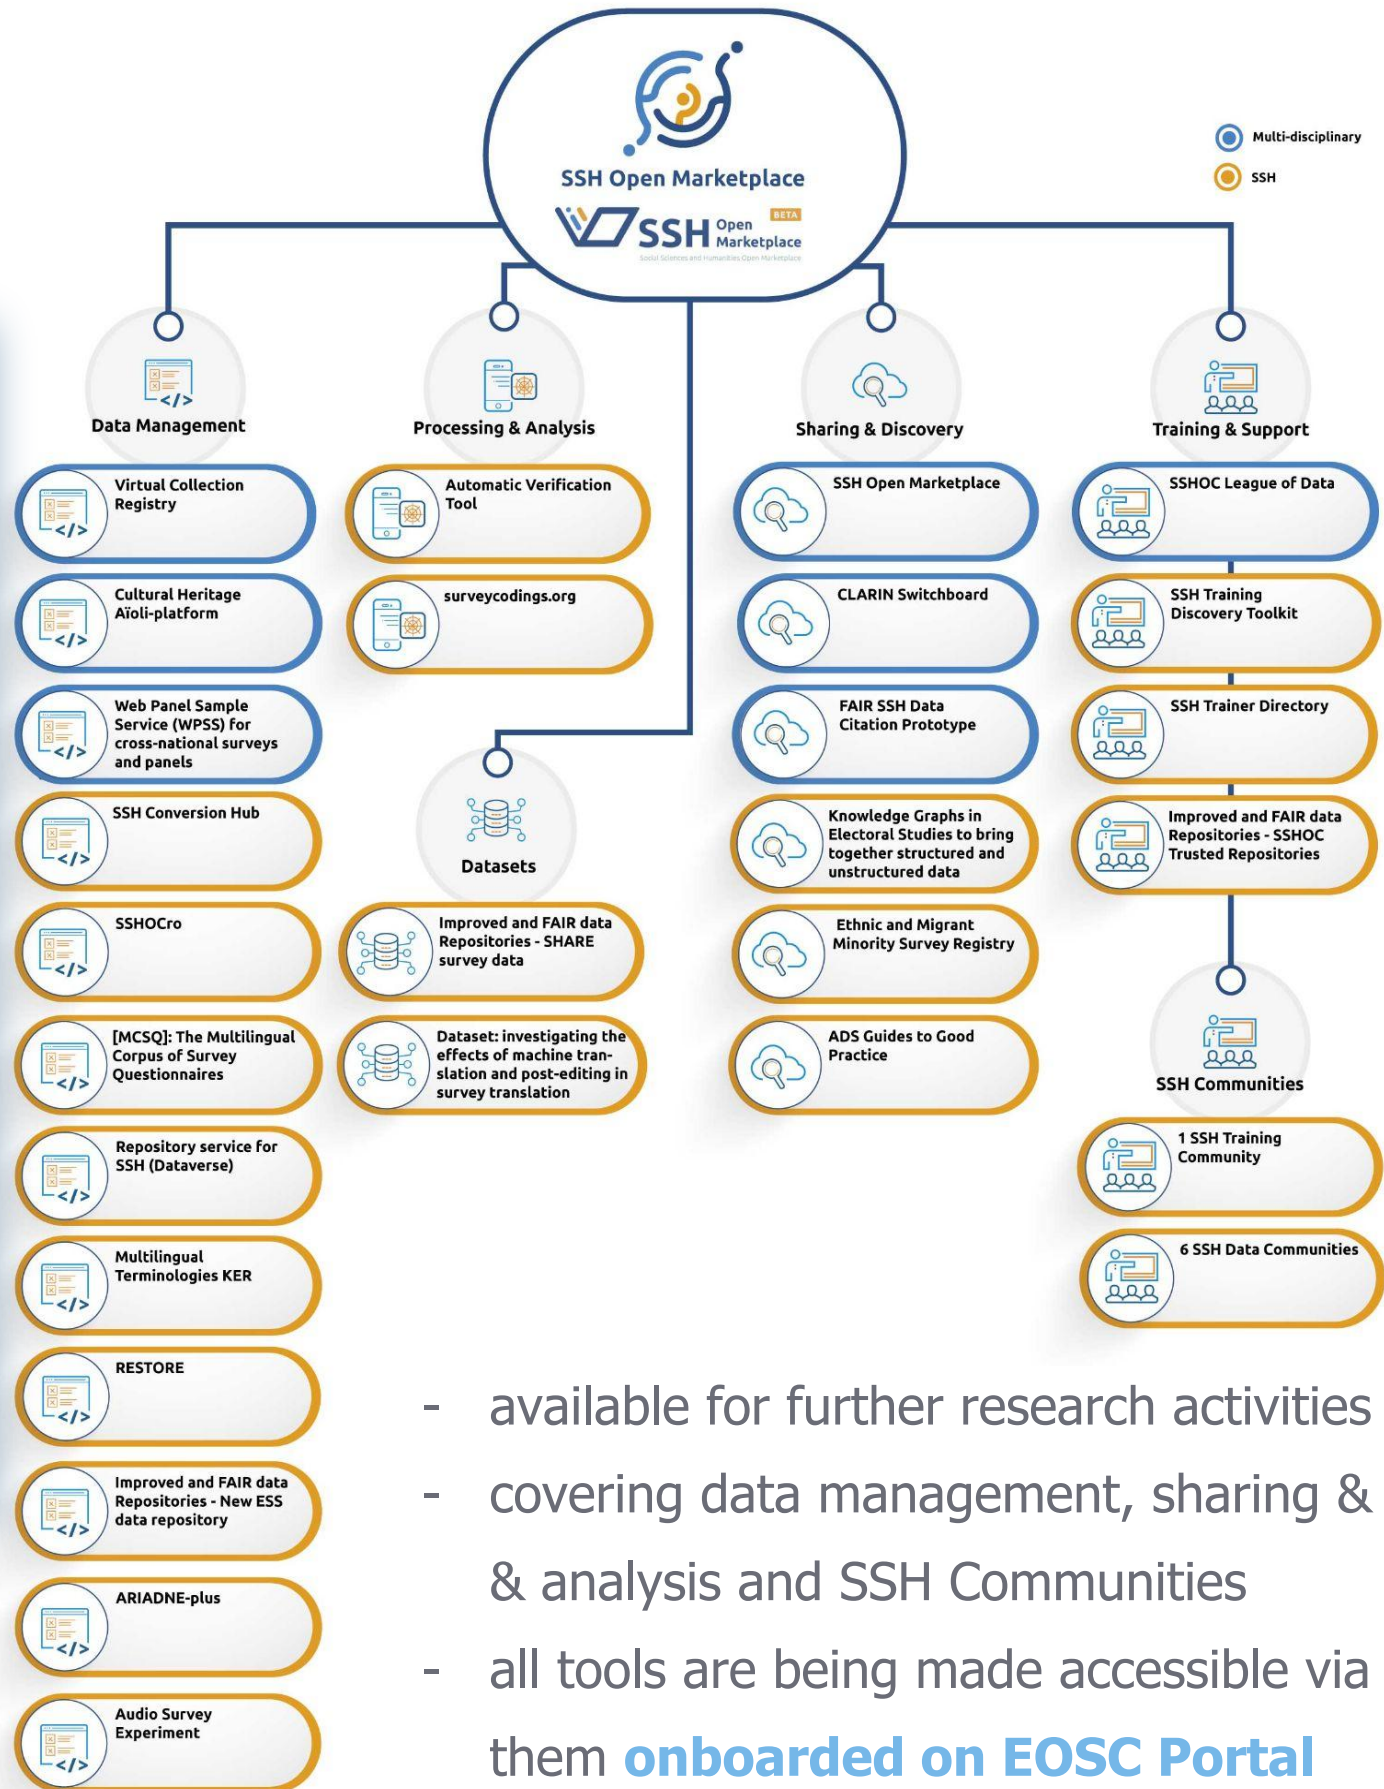 SSH Open Marketplace
SSH Open
Marketplace
BETA
Social Sciences and Humanities Open Marketplace
Multi-disciplinary
SSH
Data Management
Virtual Collection
Registry
Cultural Heritage
Aïoli-platform
Web Panel Sample
Service (WPSS) for
cross-national surveys
and panels
SSH Conversion Hub
SSHOCro
[MCSQ]: The Multilingual
Corpus of Survey
Questionnaires
Repository service for
SSH (Dataverse)
Multilingual
Terminologies KER
RESTORE
Improved and FAIR data
Repositories - New ESS
data repository
ARIADNE-plus
Audio Survey
Experiment
Processing & Analysis
Automatic Verification
Tool
surveycodings.org
Datasets
Improved and FAIR data
Repositories - SHARE
survey data
Dataset: investigating the
effects of machine tran-
slation and post-editing in
survey translation
Sharing & Discovery
SSH Open Marketplace
CLARIN Switchboard
FAIR SSH Data
Citation Prototype
Knowledge Graphs in
Electoral Studies to bring
together structured and
unstructured data
Ethnic and Migrant
Minority Survey Registry
ADS Guides to Good
Practice
Training & Support
SSHOC League of Data
SSH Training
Discovery Toolkit
SSH Trainer Directory
Improved and FAIR data
Repositories - SSHOC
Trusted Repositories
SSH Communities
1 SSH Training
Community
6 SSH Data Communities
- available for further research activities
- covering data management, sharing &
& analysis and SSH Communities
- all tools are being made accessible via
them onboarded on EOSC Portal